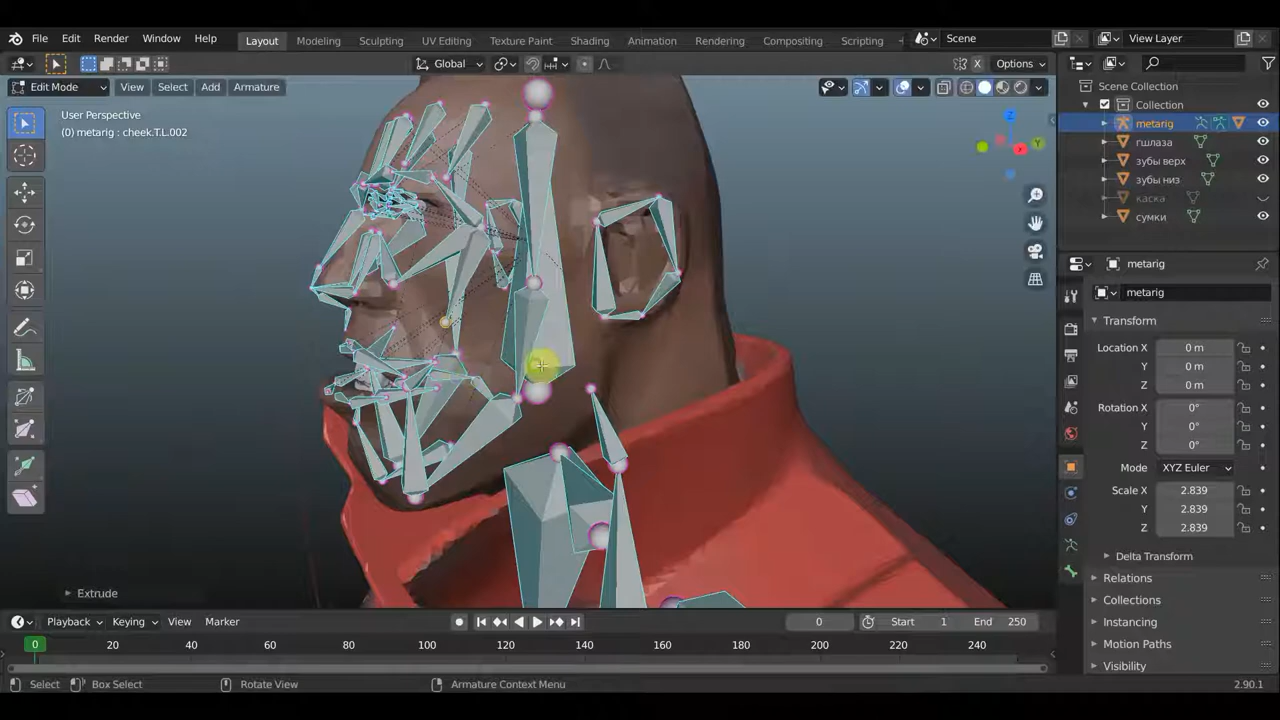 File Edit Render Window Help Layout Modeling Sculpting UV Editing Texture Paint Shading Animation Rendering Compositing Scripting + Scene View Layer
Global Options
Edit Mode View Select Add Armature
User Perspective
(0) metarig : cheek.T.L.002
Z
Y
X
Extrude
Scene Collection
Collection
metarig
гшлаза
зубы верх
зубы низ
каска
сумки
metarig
metarig
Transform
Location X 0 m
Y 0 m
Z 0 m
Rotation X 0°
Y 0°
Z 0°
Mode XYZ Euler
Scale X 2.839
Y 2.839
Z 2.839
Delta Transform
Relations
Collections
Instancing
Motion Paths
Visibility
Playback Keying View Marker 0 Start 1 End 250
0 20 40 60 80 100 120 140 160 180 200 220 240
Select Box Select Rotate View Armature Context Menu 2.90.1